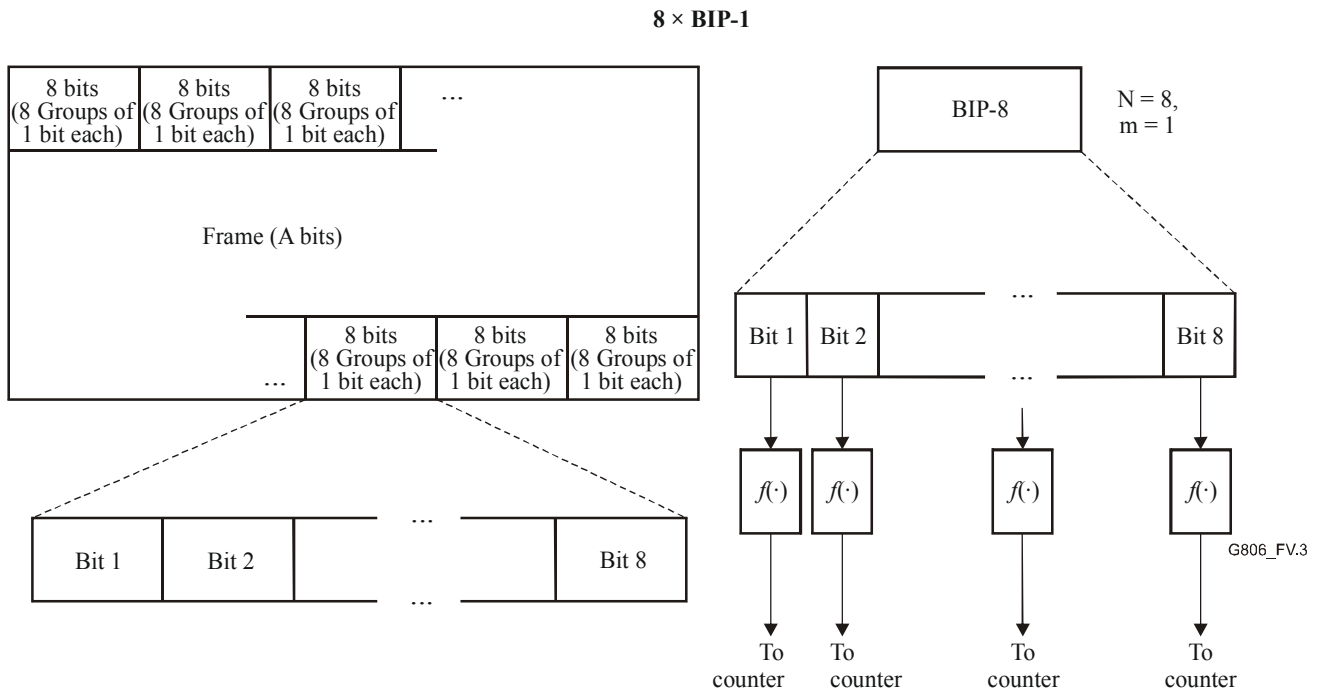 8 × BIP-1
8 bits
(8 Groups of
1 bit each)
8 bits
(8 Groups of
1 bit each)
8 bits
(8 Groups of
1 bit each)
...
Frame (A bits)
...
8 bits
(8 Groups of
1 bit each)
8 bits
(8 Groups of
1 bit each)
8 bits
(8 Groups of
1 bit each)
Bit 1
Bit 2
...
...
Bit 8
BIP-8
N = 8,
m = 1
Bit 1
Bit 2
...
...
Bit 8
f(·)
f(·)
f(·)
f(·)
G806_FV.3
To
counter
To
counter
To
counter
To
counter